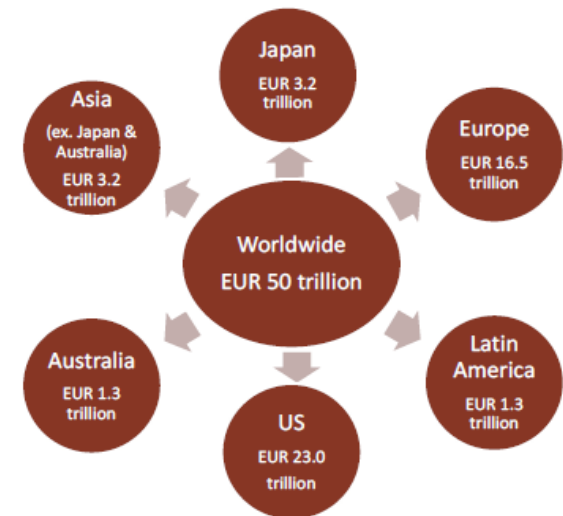 Japan
EUR 3.2
trillion
Asia
(ex. Japan &
Australia)
EUR 3.2
trillion
Europe
EUR 16.5
trillion
Worldwide
EUR 50 trillion
Australia
EUR 1.3
trillion
Latin
America
EUR 1.3
trillion
US
EUR 23.0
trillion